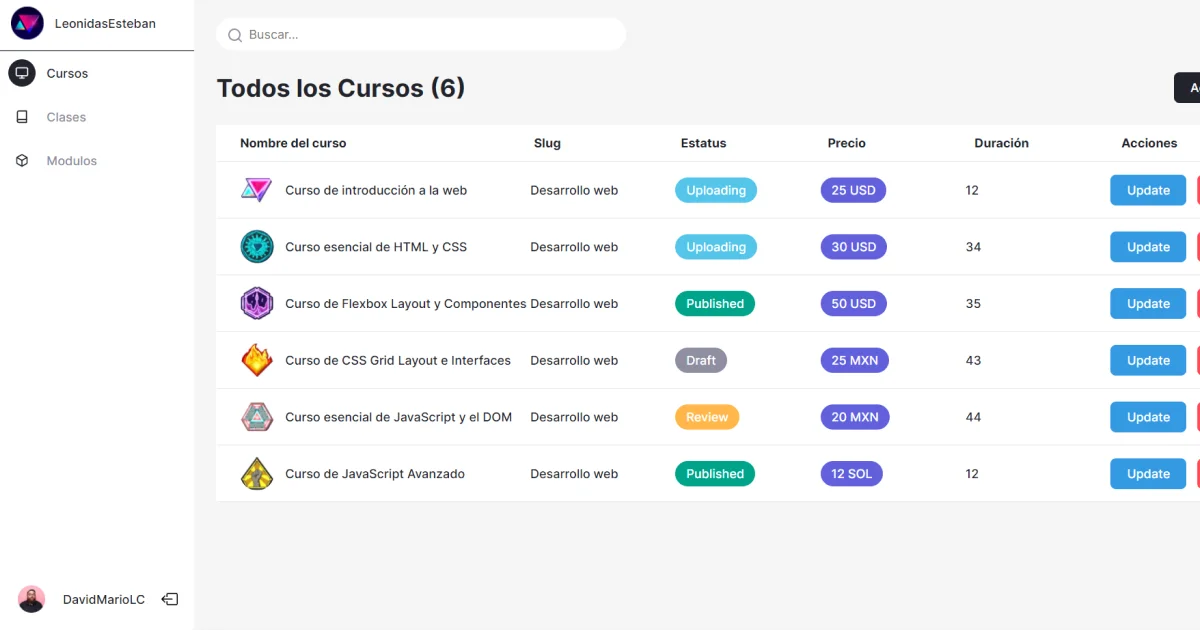 LeonidasEsteban
Cursos
Clases
Modulos
DavidMarioLC
Buscar...
Todos los Cursos (6)
Nombre del curso Slug Estatus Precio Duración Acciones
Curso de introducción a la web Desarrollo web Uploading 25 USD 12 Update
Curso esencial de HTML y CSS Desarrollo web Uploading 30 USD 34 Update
Curso de Flexbox Layout y Componentes Desarrollo web Published 50 USD 35 Update
Curso de CSS Grid Layout e Interfaces Desarrollo web Draft 25 MXN 43 Update
Curso esencial de JavaScript y el DOM Desarrollo web Review 20 MXN 44 Update
Curso de JavaScript Avanzado Desarrollo web Published 12 SOL 12 Update